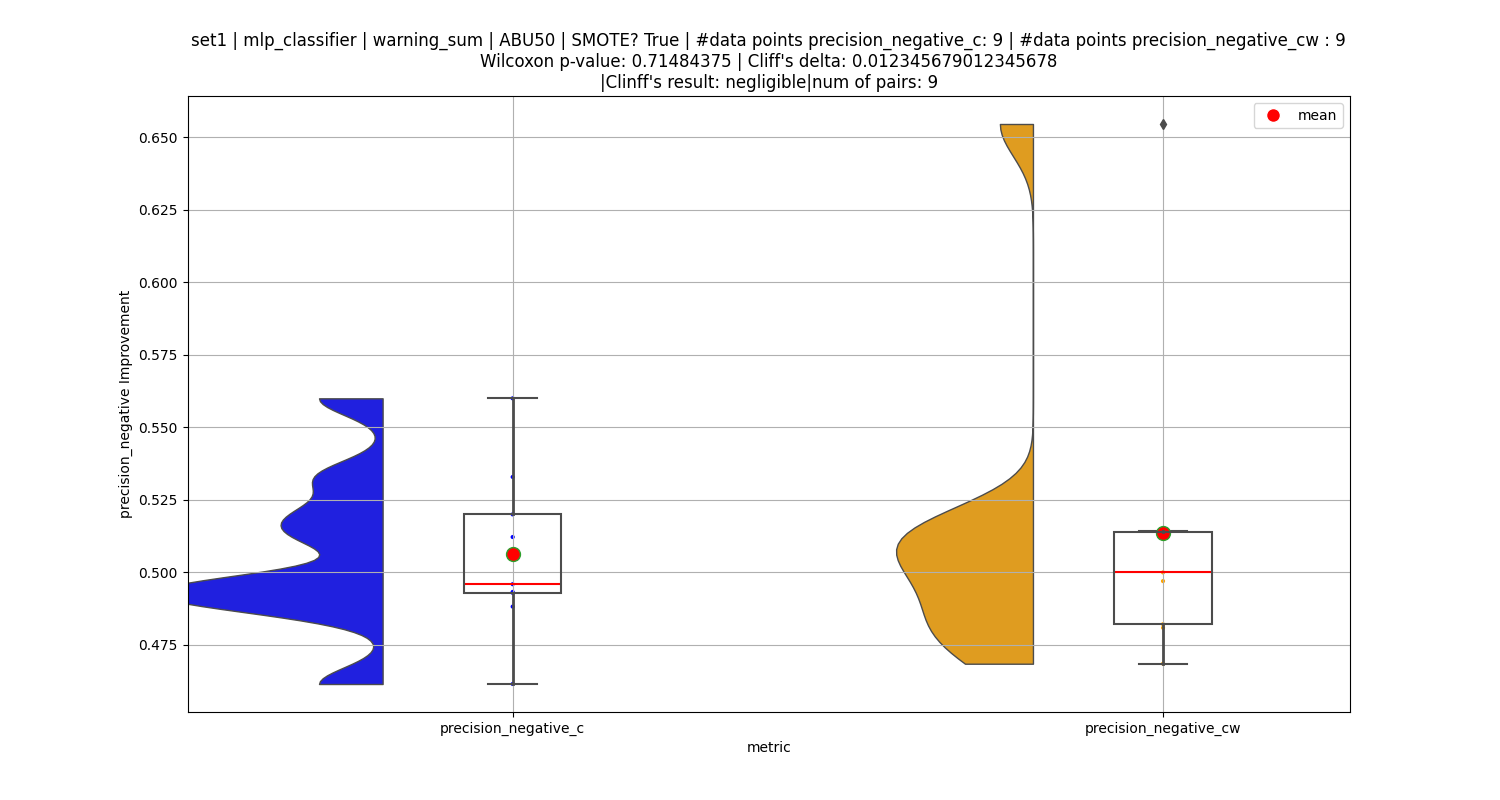 set1 | mlp_classifier | warning_sum | ABU50 | SMOTE? True | #data points precision_negative_c: 9 | #data points precision_negative_cw : 9
Wilcoxon p-value: 0.71484375 | Cliff's delta: 0.012345679012345678
|Clinff's result: negligible|num of pairs: 9
mean
0.650
0.625
0.600
0.575
0.550
0.525
0.500
0.475
precision_negative Improvement
precision_negative_c
precision_negative_cw
metric